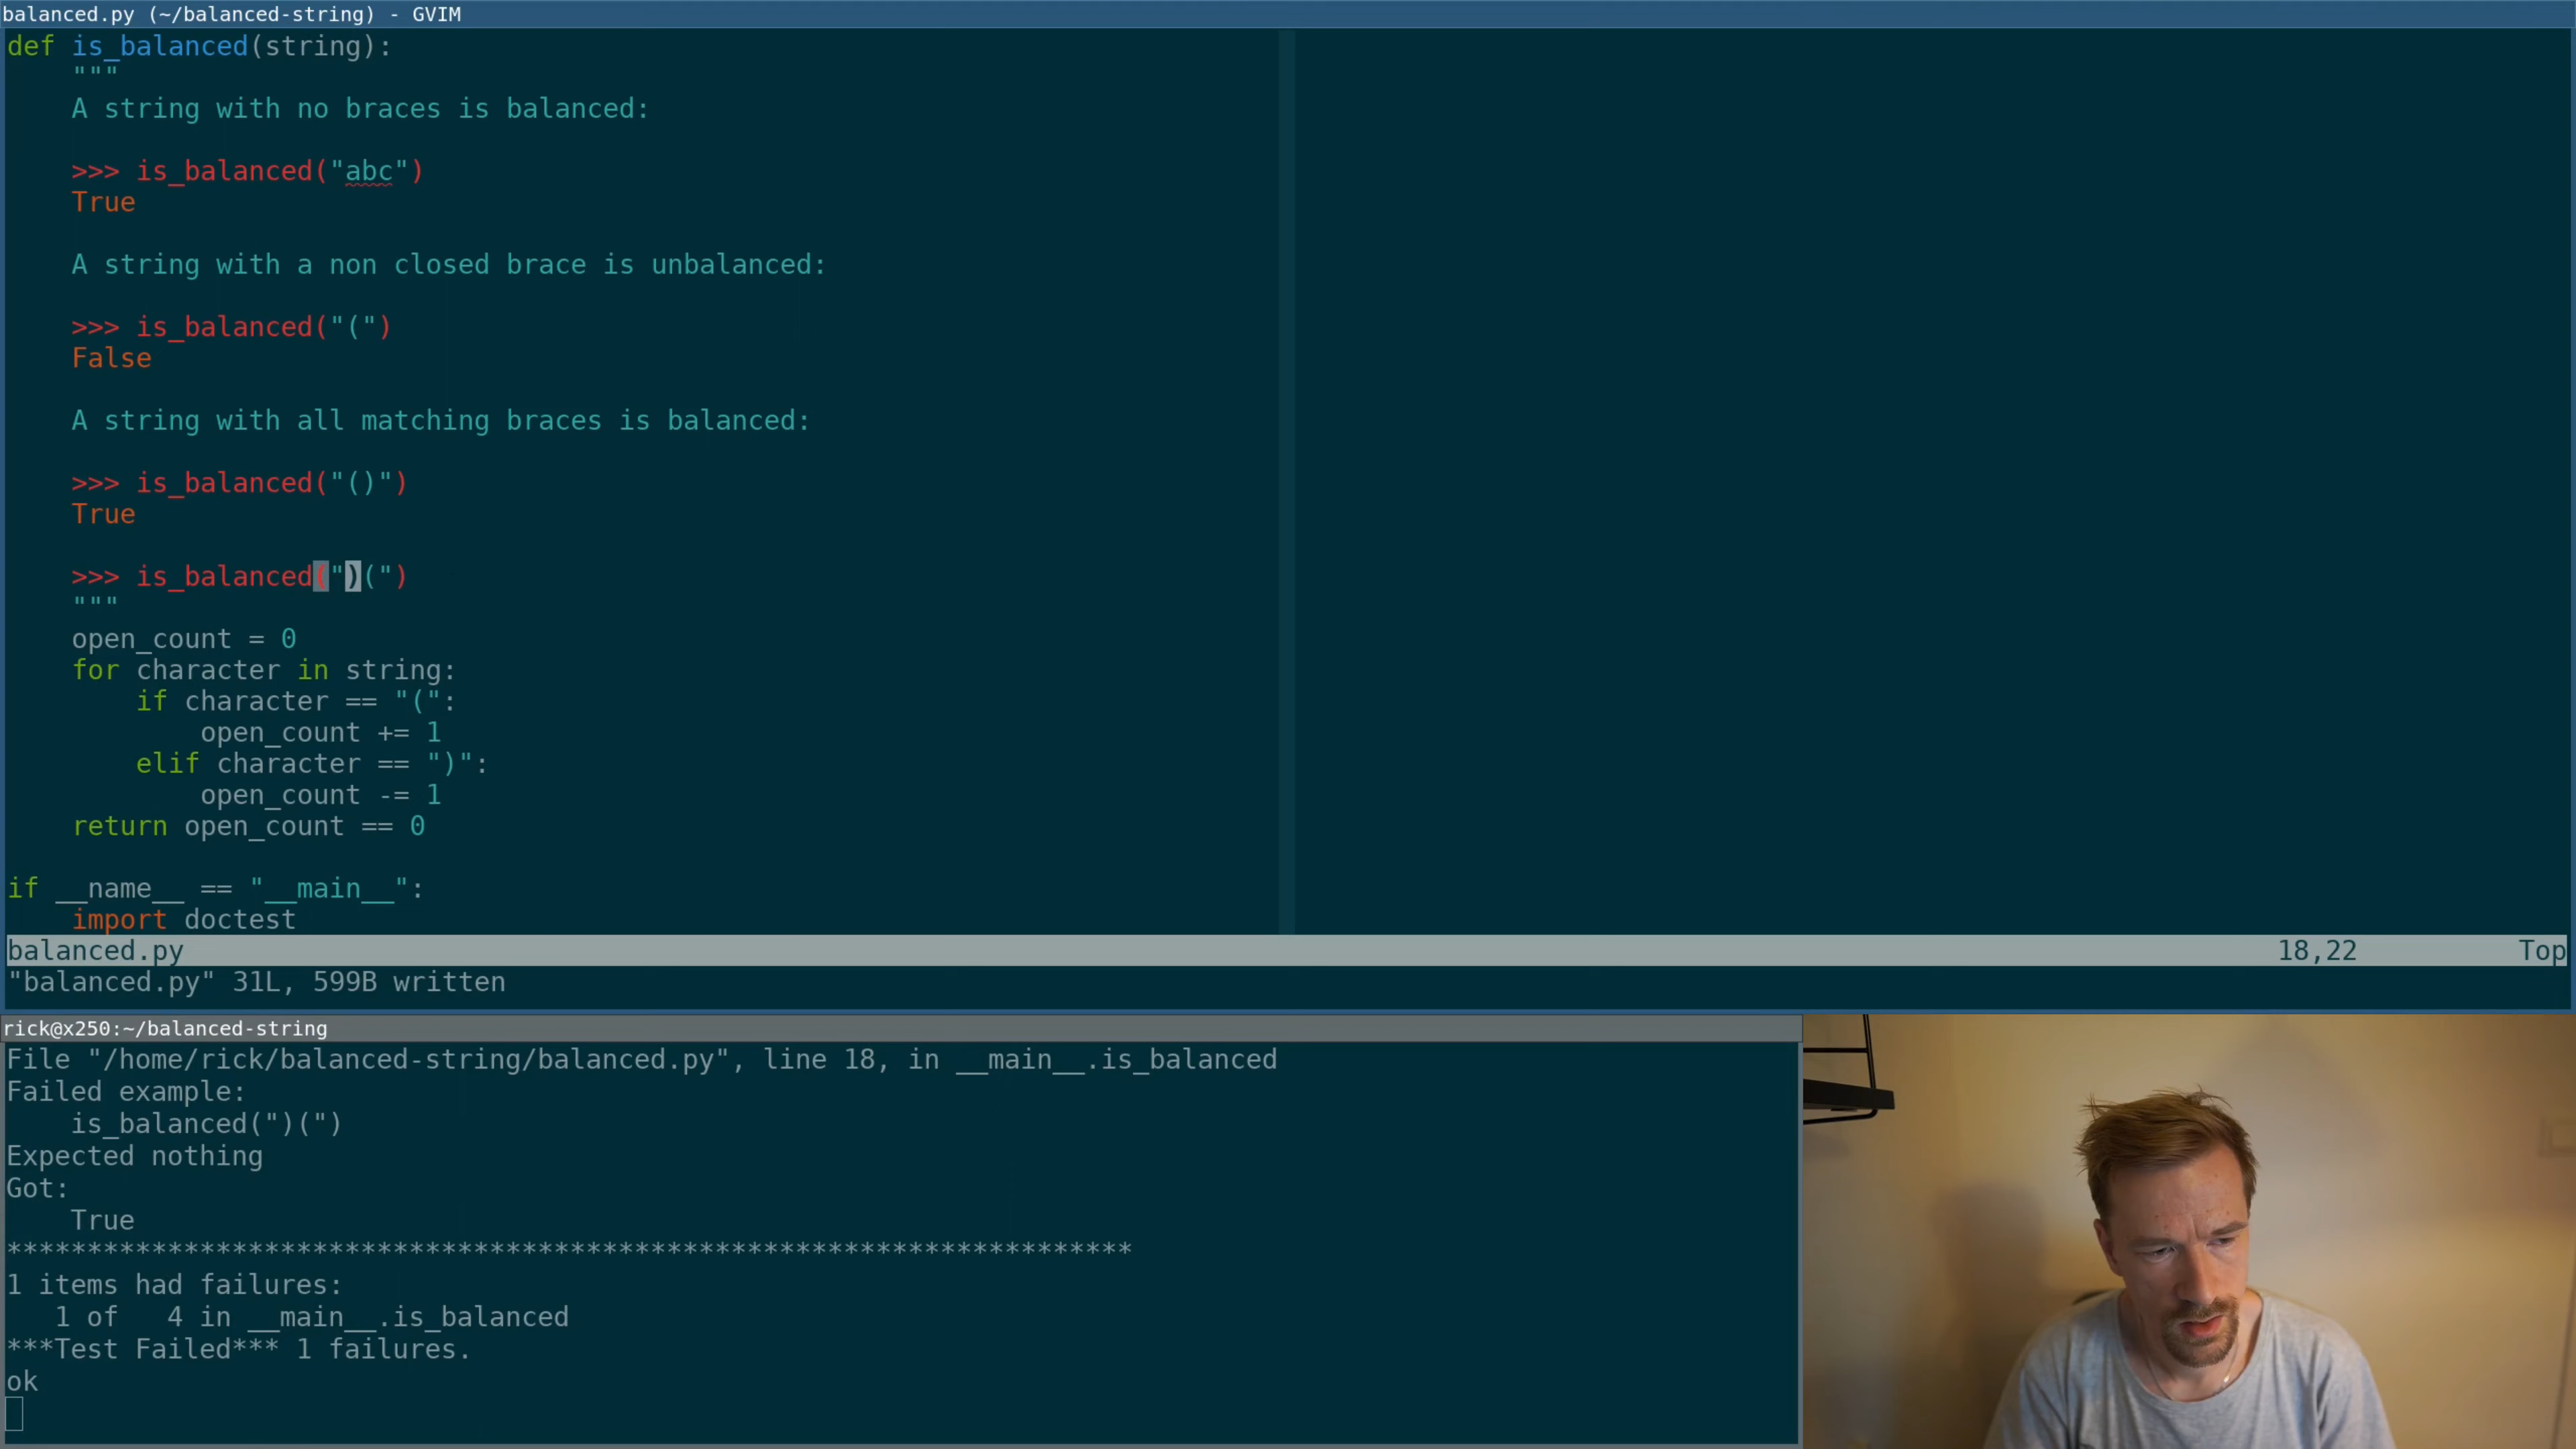 balanced.py (~/balanced-string) - GVIM
def is_balanced(string):
    """
    A string with no braces is balanced:

    >>> is_balanced("abc")
    True

    A string with a non closed brace is unbalanced:

    >>> is_balanced("(")
    False

    A string with all matching braces is balanced:

    >>> is_balanced("()")
    True

    >>> is_balanced(")(")
    """
    open_count = 0
    for character in string:
        if character == "(":
            open_count += 1
        elif character == ")":
            open_count -= 1
    return open_count == 0

if __name__ == "__main__":
    import doctest
balanced.py 18,22 Top
"balanced.py" 31L, 599B written
rick@x250:~/balanced-string
File "/home/rick/balanced-string/balanced.py", line 18, in __main__.is_balanced
Failed example:
    is_balanced(")(")
Expected nothing
Got:
    True
**********************************************************************
1 items had failures:
   1 of   4 in __main__.is_balanced
***Test Failed*** 1 failures.
ok